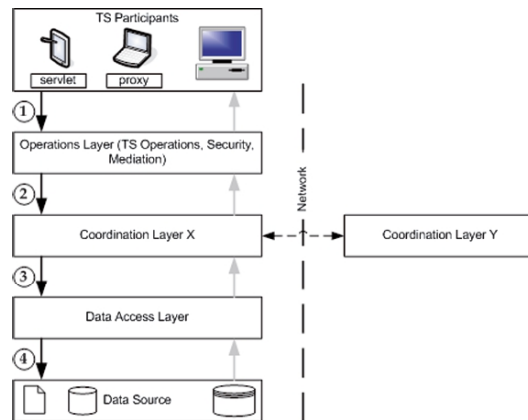 TS Participants
servlet
proxy
1
Operations Layer (TS Operations, Security,
Mediation)
2
Coordination Layer X
Network
Coordination Layer Y
3
Data Access Layer
4
Data Source